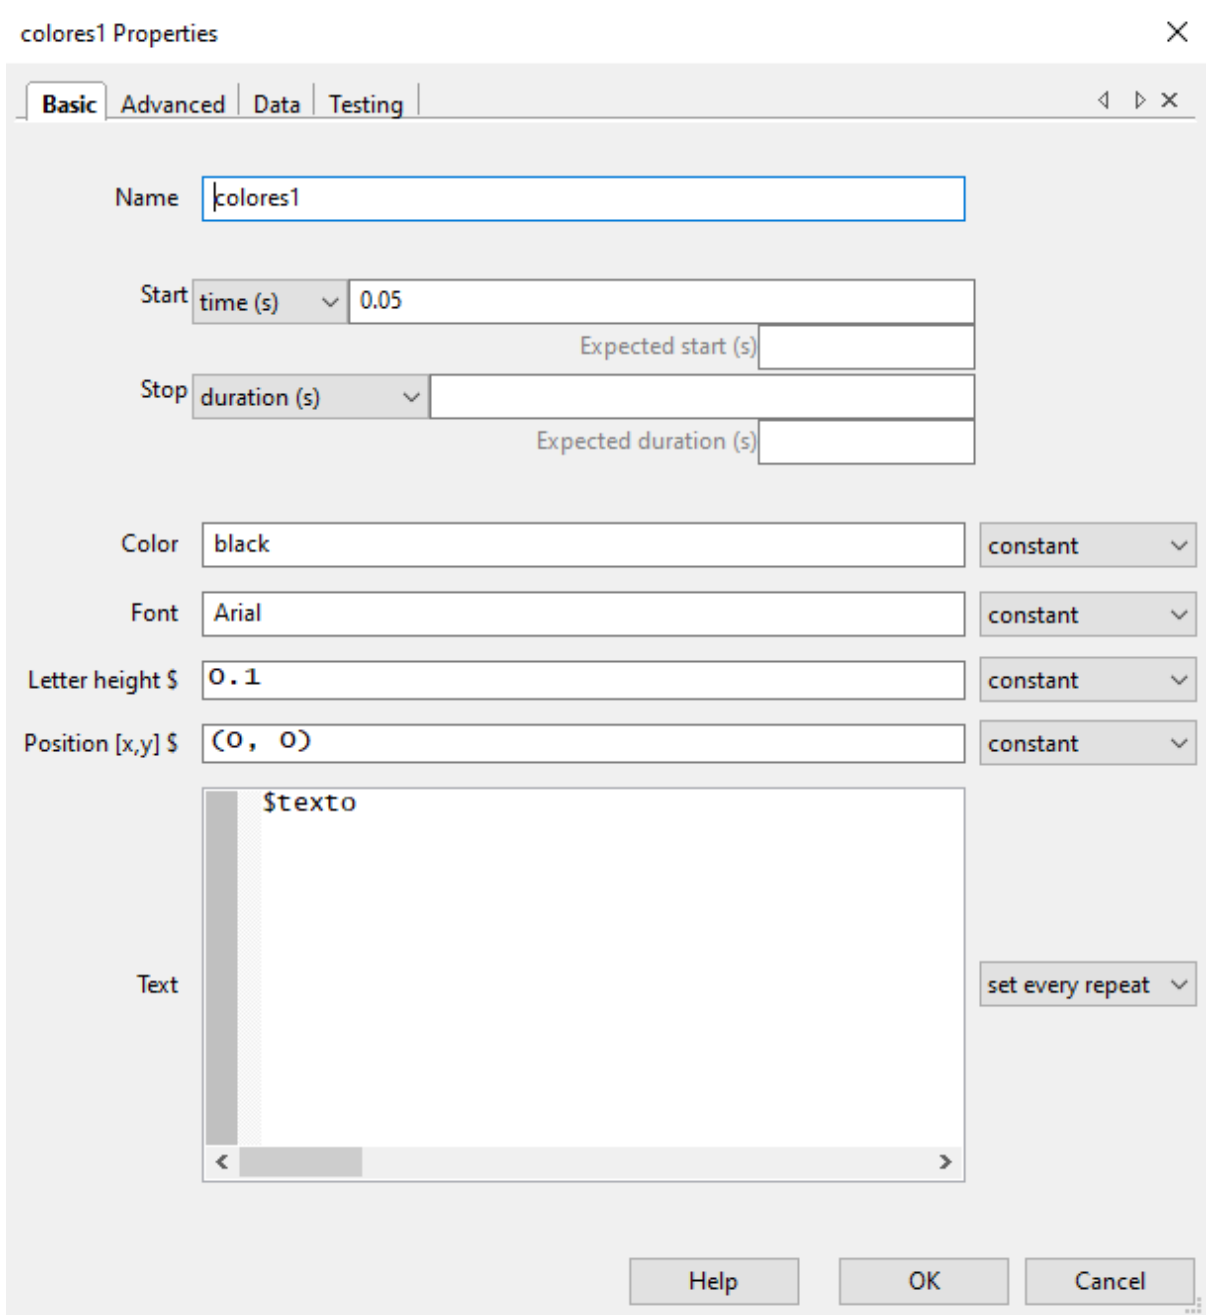 colores1 Properties
Basic Advanced Data Testing
Name colores1
Start time (s) 0.05
Expected start (s)
Stop duration (s)
Expected duration (s)
Color black constant
Font Arial constant
Letter height $ 0.1 constant
Position [x,y] $ (0, 0) constant
$texto
Text set every repeat
Help OK Cancel